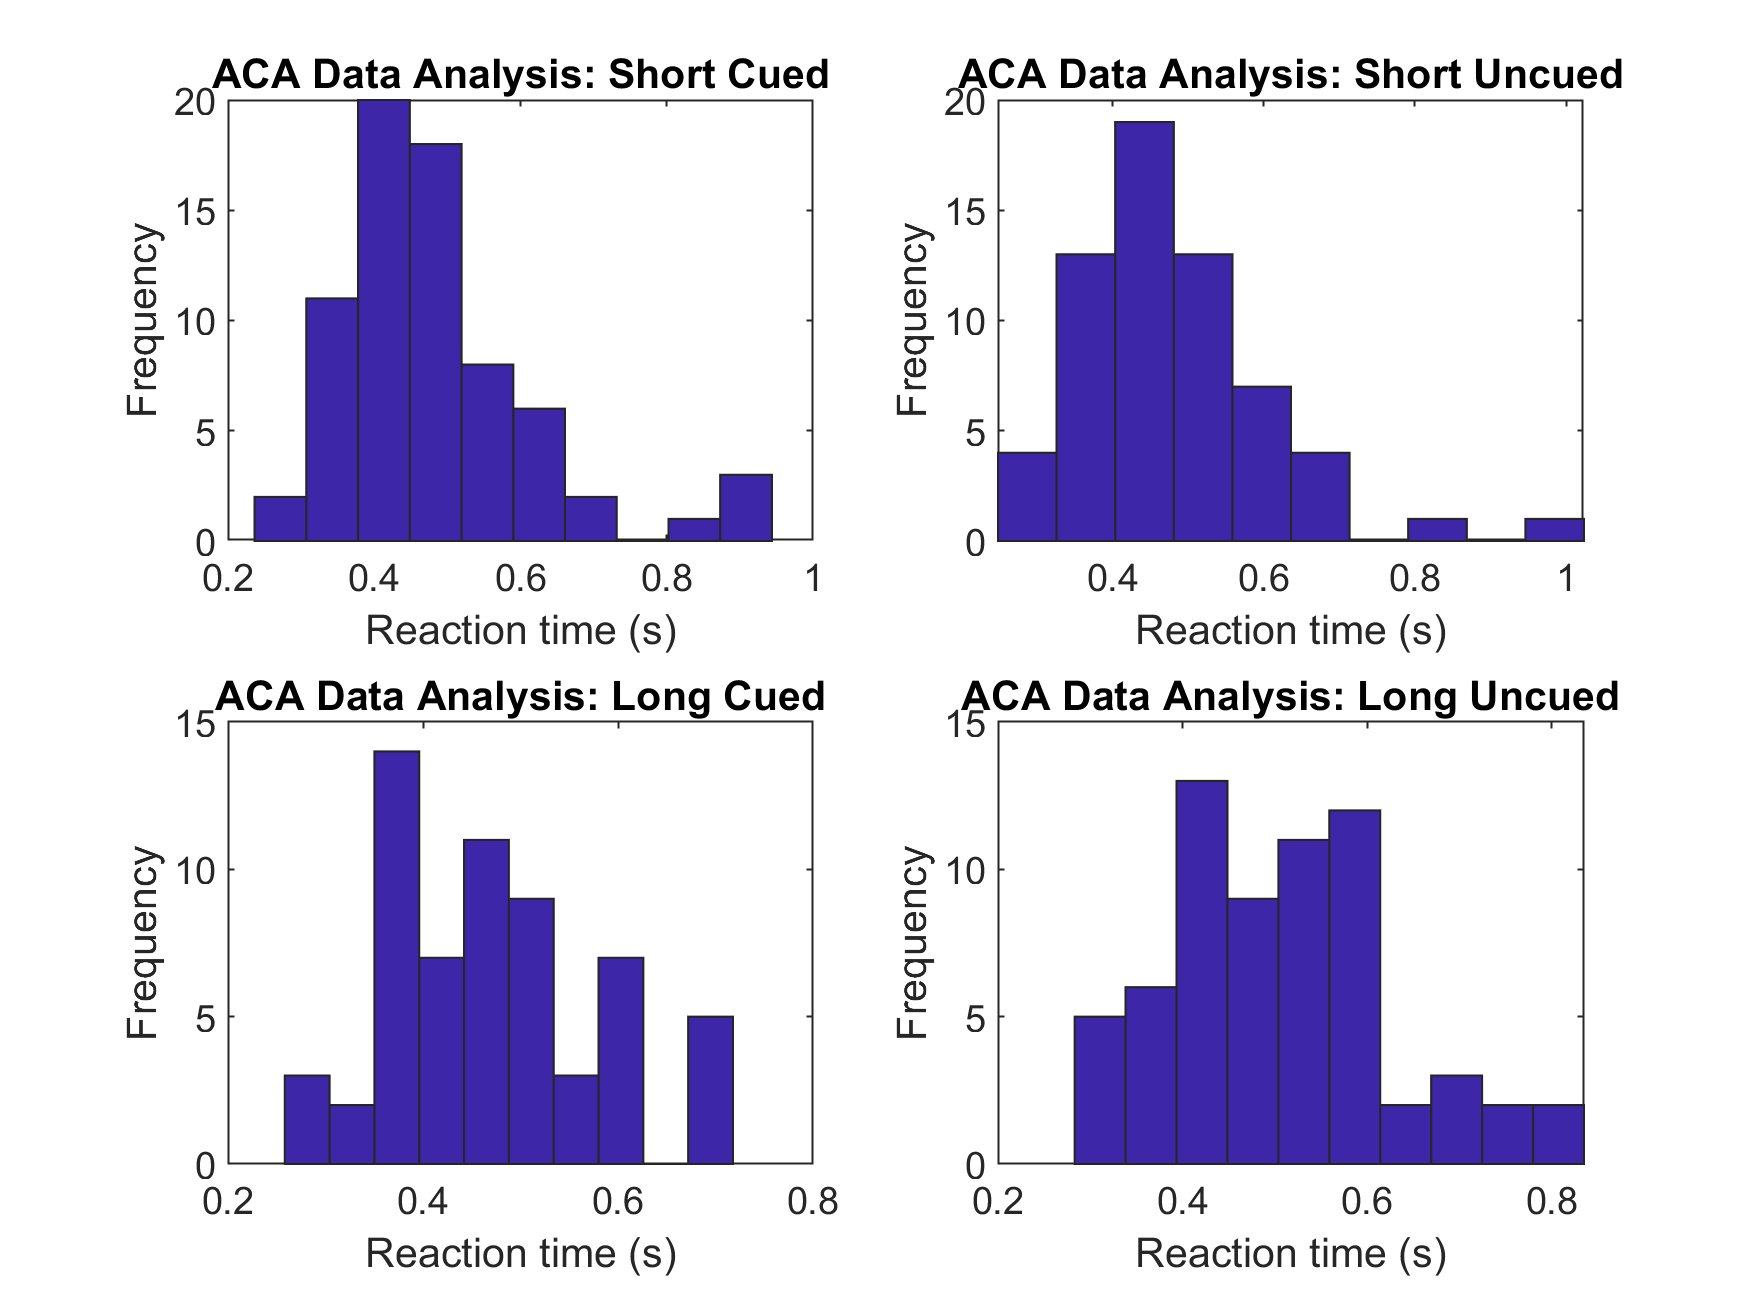 ACA Data Analysis: Short Cued
20
15
10
5
0
Frequency
0.2 0.4 0.6 0.8 1
Reaction time (s)
ACA Data Analysis: Short Uncued
20
15
10
5
0
Frequency
0.4 0.6 0.8 1
Reaction time (s)
ACA Data Analysis: Long Cued
15
10
5
0
Frequency
0.2 0.4 0.6 0.8
Reaction time (s)
ACA Data Analysis: Long Uncued
15
10
5
0
Frequency
0.2 0.4 0.6 0.8
Reaction time (s)